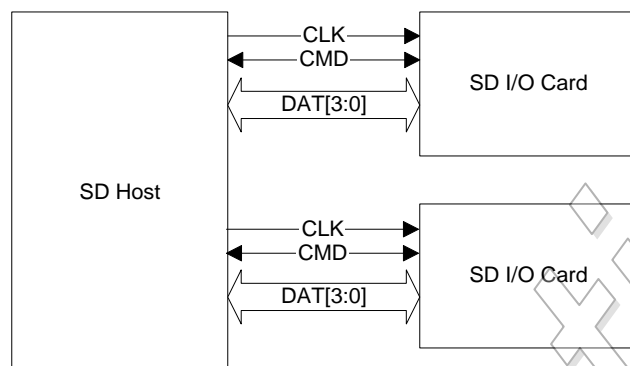 CLK
CMD
DAT[3:0]
SD I/O Card
SD Host
CLK
CMD
DAT[3:0]
SD I/O Card